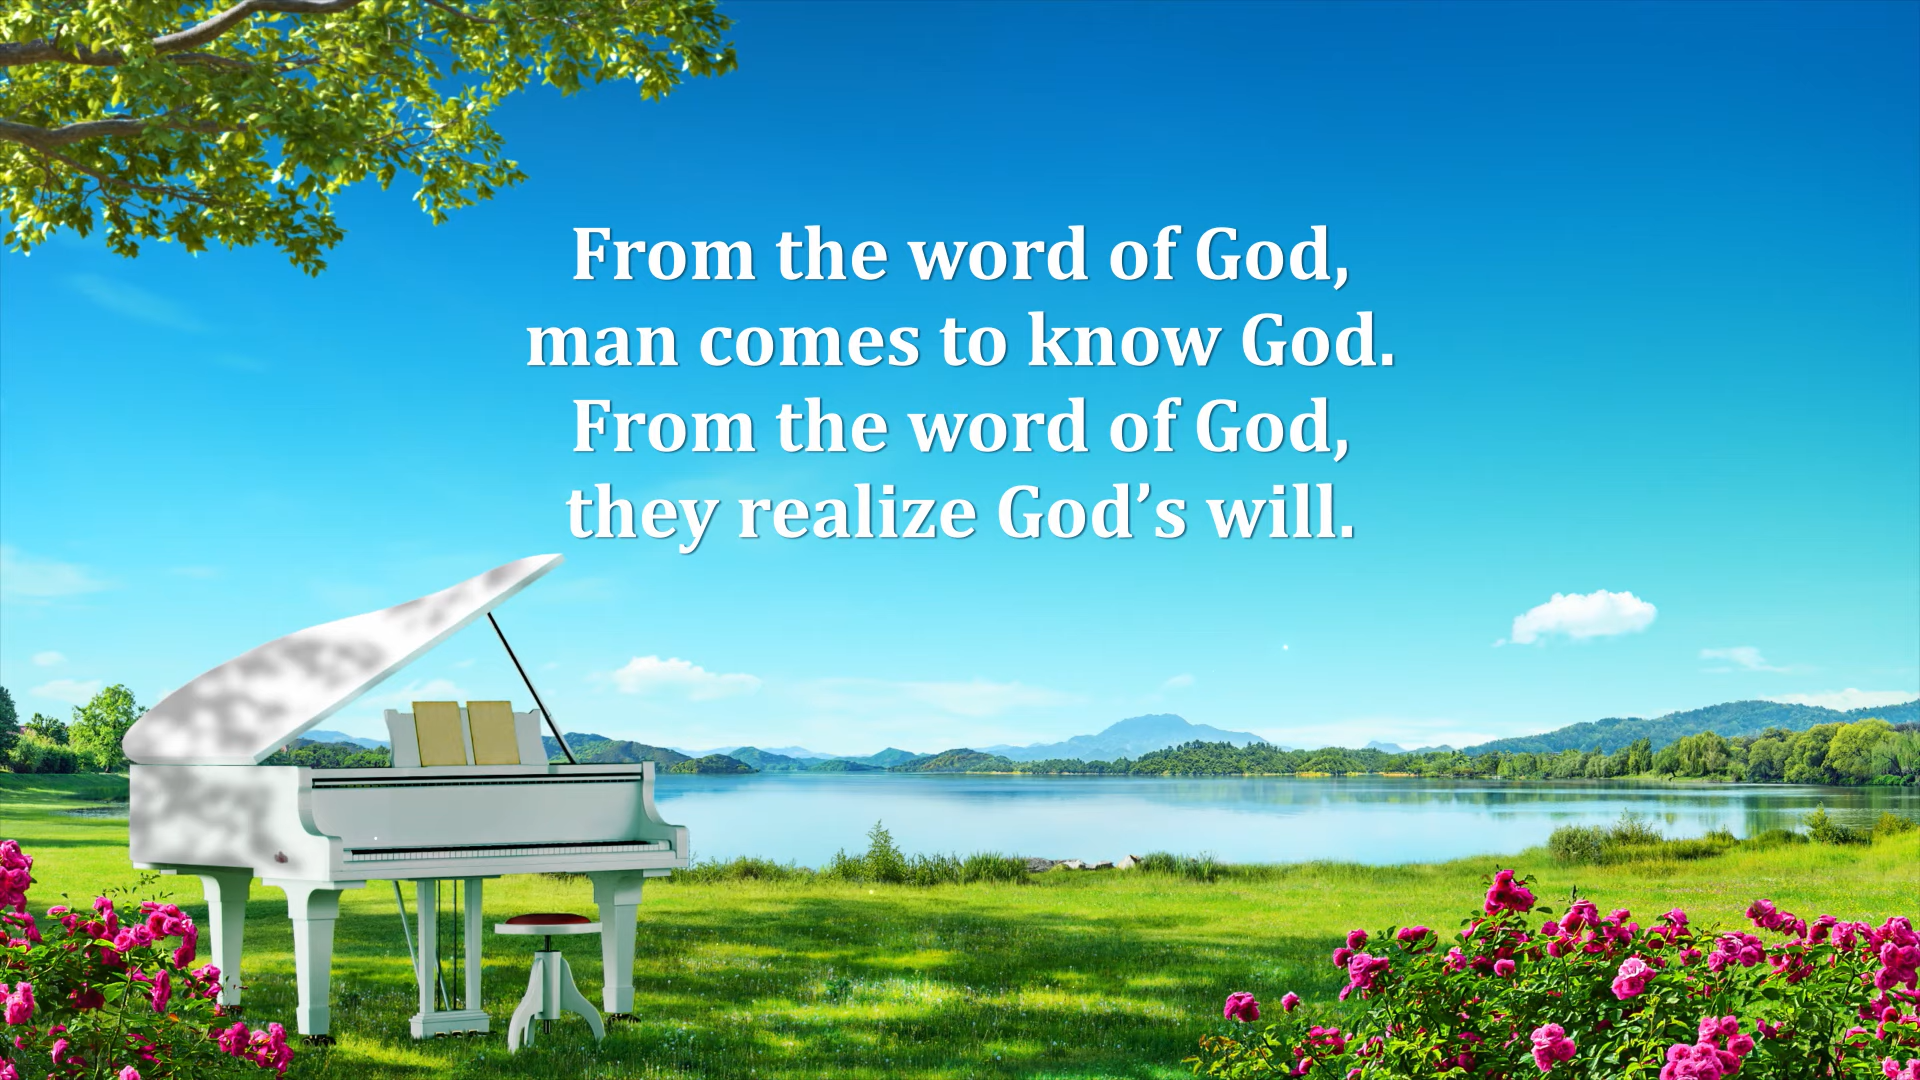 From the word of God,
man comes to know God.
From the word of God,
they realize God’s will.